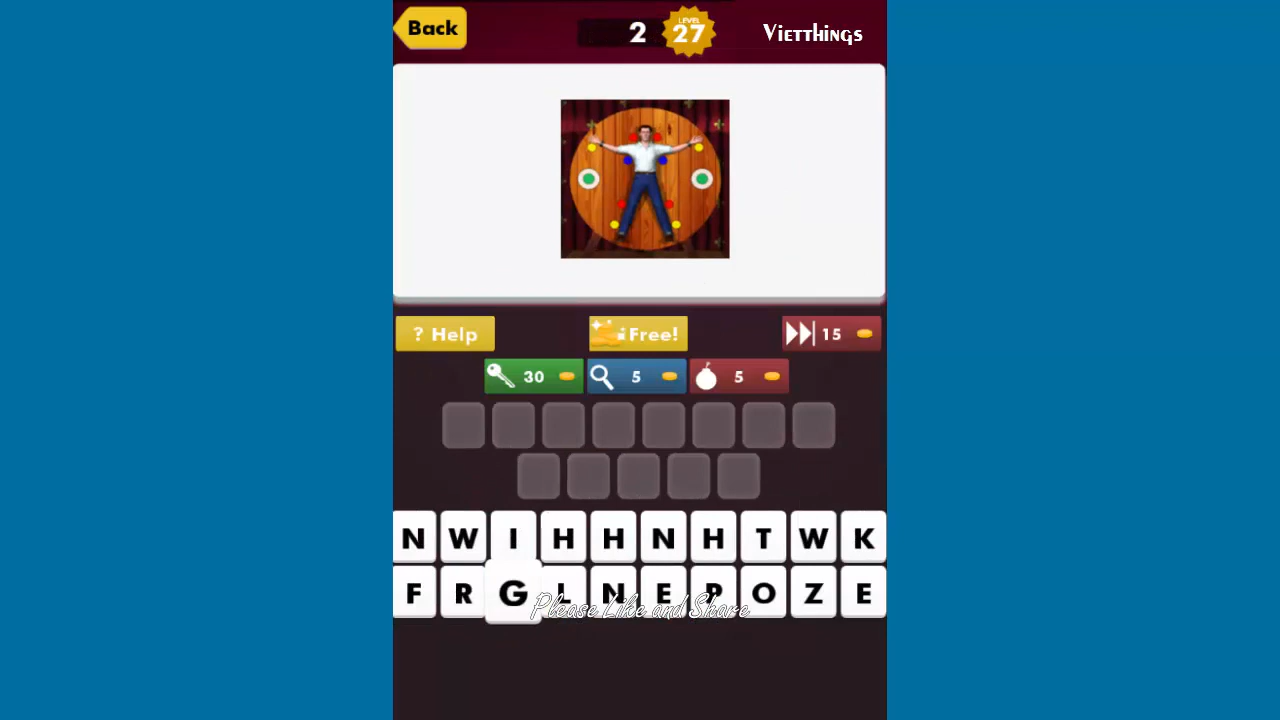 Back
2
LEVEL
27
Vietthings
? Help
Free!
15
30
5
5
N W I H H N H T W K
F R G L N E P O Z E
Please Like and Share